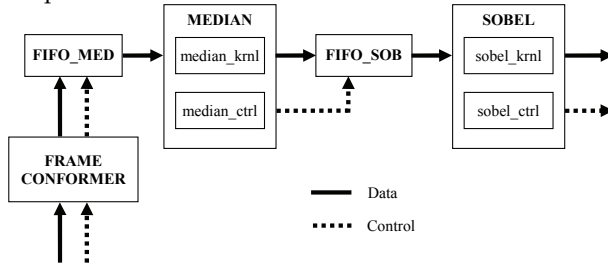 MEDIAN
SOBEL
FIFO_MED
median_krnl
FIFO_SOB
sobel_krnl
median_ctrl
sobel_ctrl
FRAME
CONFORMER
Data
Control